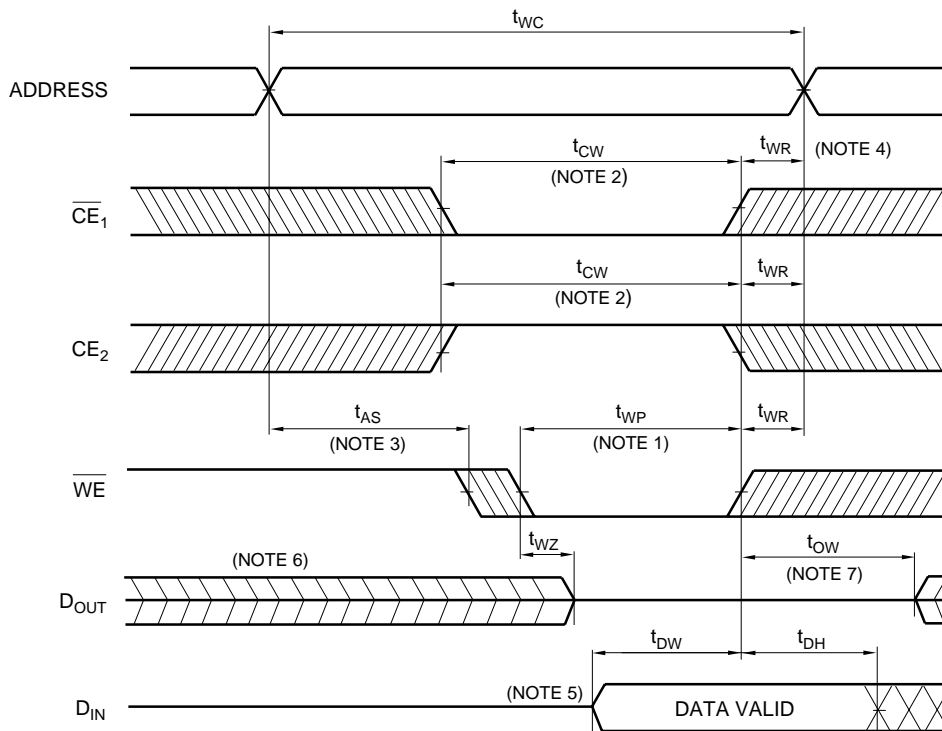 tWC
ADDRESS
tCW
tWR
(NOTE 4)
(NOTE 2)
CE1
tCW
tWR
(NOTE 2)
CE2
tAS
tWP
tWR
(NOTE 3)
(NOTE 1)
WE
tWZ
tOW
(NOTE 6)
(NOTE 7)
DOUT
tDW
tDH
(NOTE 5)
DIN
DATA VALID